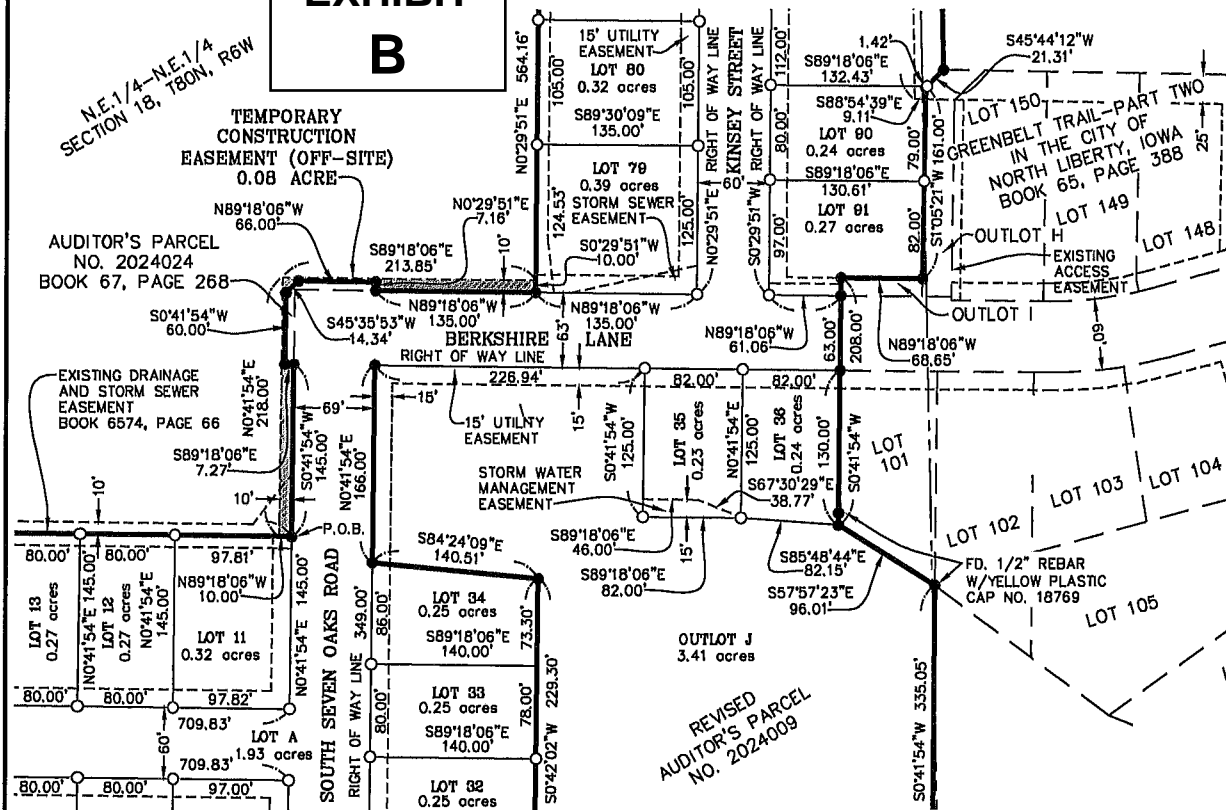 EXHIBIT
B
N.E.1/4-N.E.1/4
SECTION 18, T80N, R6W
TEMPORARY
CONSTRUCTION
EASEMENT (OFF-SITE)
0.08 ACRE
N89°18'06"W
66.00'
N0°29'51"E
7.16'
S89°18'06"E
213.85'
10'
AUDITOR'S PARCEL
NO. 2024024
BOOK 67, PAGE 268
S0°41'54"W
60.00'
S45°35'53"W
14.34'
N89°18'06"W
135.00'
N89°18'06"W
135.00'
63'
BERKSHIRE LANE
RIGHT OF WAY LINE
226.94'
15'
15' UTILITY
EASEMENT
N0°29'51"E 564.16'
105.00'
15' UTILITY
EASEMENT
LOT 80
0.32 acres
105.00'
S89°30'09"E
135.00'
LOT 79
0.39 acres
STORM SEWER
EASEMENT
124.53'
125.00'
S0°29'51"W
10.00'
N0°29'51"E
RIGHT OF WAY LINE
KINSEY STREET
60'
RIGHT OF WAY LINE
S0°29'51"W
112.00'
80.00'
97.00'
1.42'
S89°18'06"E
132.43'
S88°54'39"E
9.11'
LOT 90
0.24 acres
S89°18'06"E
130.61'
LOT 91
0.27 acres
79.00'
82.00'
S1°05'21"W 161.00'
S45°44'12"W
21.31'
LOT 150
GREENBELT TRAIL-PART TWO
IN THE CITY OF
NORTH LIBERTY, IOWA
BOOK 65, PAGE 388
25'
LOT 149
LOT 148
OUTLOT H
EXISTING
ACCESS
EASEMENT
OUTLOT I
N89°18'06"W
61.06'
63.00'
208.00'
N89°18'06"W
68.65'
60'
EXISTING DRAINAGE
AND STORM SEWER
EASEMENT
BOOK 6574, PAGE 66
N0°41'54"E
218.00'
69'
S0°41'54"W
145.00'
S89°18'06"E
7.27'
10'
N0°41'54"E
166.00'
15'
82.00'
82.00'
S0°41'54"W
125.00'
LOT 35
0.23 acres
N0°41'54"E
125.00'
LOT 36
0.24 acres
130.00'
S0°41'54"W
LOT
101
STORM WATER
MANAGEMENT
EASEMENT
S67°30'29"E
38.77'
S89°18'06"E
46.00'
15'
S89°18'06"E
82.00'
S85°48'44"E
82.15'
S57°57'23"E
96.01'
LOT 102
LOT 103
LOT 104
LOT 105
FD. 1/2" REBAR
W/YELLOW PLASTIC
CAP NO. 18769
10'
P.O.B.
80.00'
80.00'
97.81'
N89°18'06"W
10.00'
LOT 13
0.27 acres
N0°41'54"E 145.00'
LOT 12
0.27 acres
N0°41'54"E
145.00'
LOT 11
0.32 acres
N0°41'54"E 145.00'
80.00'
80.00'
97.82'
709.83'
60'
LOT A
1.93 acres
709.83'
80.00'
80.00'
97.00'
SOUTH SEVEN OAKS ROAD
RIGHT OF WAY LINE
349.00'
86.00'
80.00'
S84°24'09"E
140.51'
LOT 34
0.25 acres
S89°18'06"E
140.00'
LOT 33
0.25 acres
S89°18'06"E
140.00'
LOT 32
0.25 acres
73.30'
78.00'
S0°42'02"W 229.30'
OUTLOT J
3.41 acres
REVISED
AUDITOR'S PARCEL
NO. 2024009
S0°41'54"W 335.05'